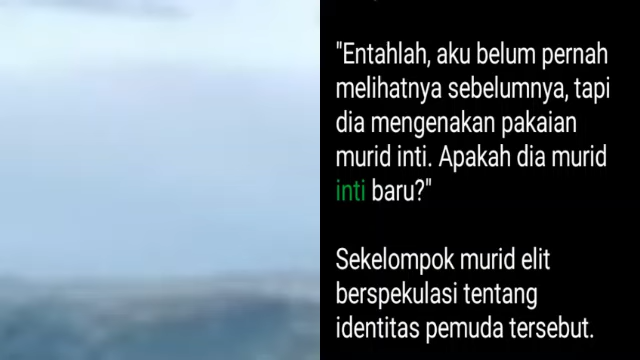 "Entahlah, aku belum pernah
melihatnya sebelumnya, tapi
dia mengenakan pakaian
murid inti. Apakah dia murid
inti baru?"
Sekelompok murid elit
berspekulasi tentang
identitas pemuda tersebut.